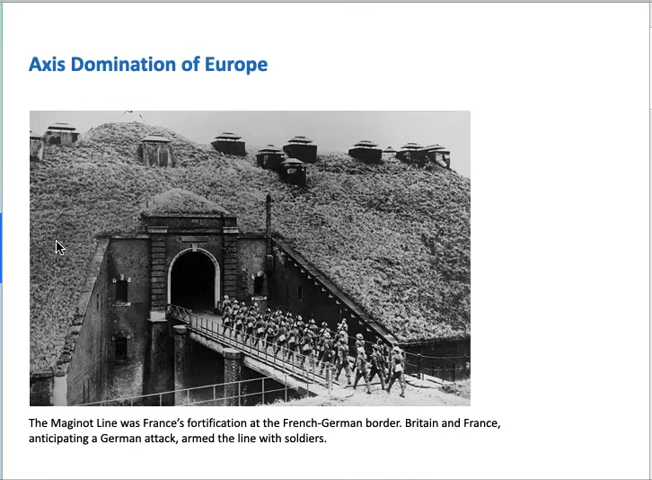 Axis Domination of Europe
The Maginot Line was France's fortification at the French-German border. Britain and France,
anticipating a German attack, armed the line with soldiers.